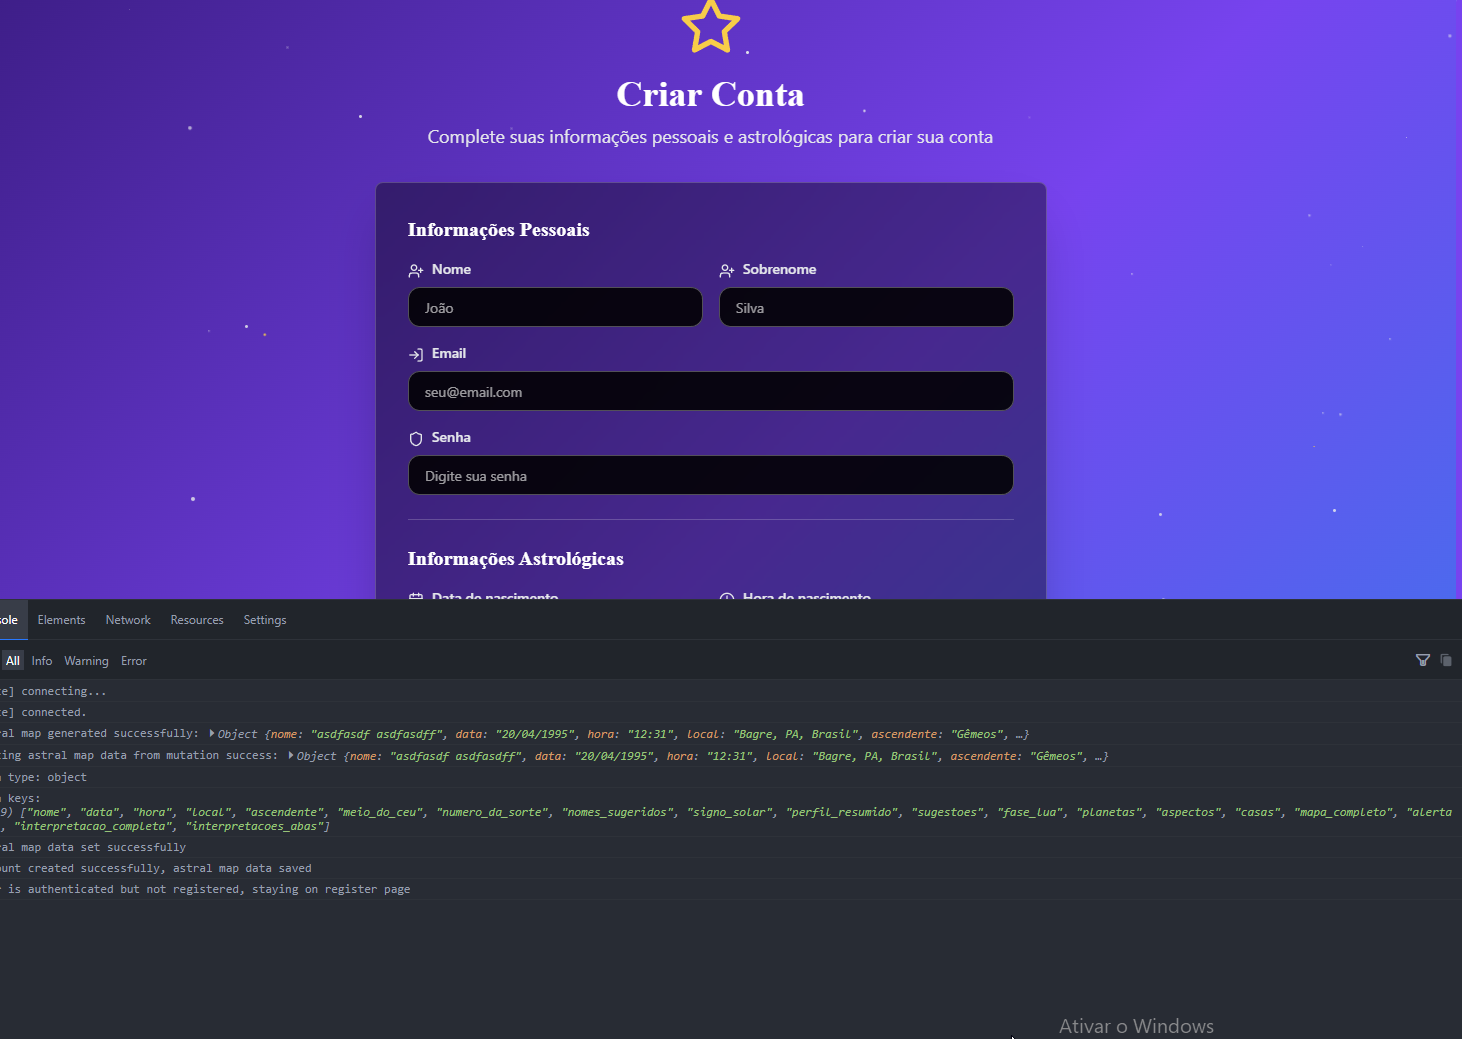 Criar Conta
Complete suas informações pessoais e astrológicas para criar sua conta
Informações Pessoais
Nome Sobrenome
João Silva
Email
seu@email.com
Senha
Digite sua senha
Informações Astrológicas
Data de nascimento Hora de nascimento
ole Elements Network Resources Settings
All Info Warning Error
te] connecting...
te] connected.
al map generated successfully: Object {nome: "asdfasdf asdfasdff", data: "20/04/1995", hora: "12:31", local: "Bagre, PA, Brasil", ascendente: "Gêmeos", …}
ing astral map data from mutation success: Object {nome: "asdfasdf asdfasdff", data: "20/04/1995", hora: "12:31", local: "Bagre, PA, Brasil", ascendente: "Gêmeos", …}
type: object
keys:
9) ["nome", "data", "hora", "local", "ascendente", "meio_do_ceu", "numero_da_sorte", "nomes_sugeridos", "signo_solar", "perfil_resumido", "sugestoes", "fase_lua", "planetas", "aspectos", "casas", "mapa_completo", "alerta
, "interpretacao_completa", "interpretacoes_abas"]
al map data set successfully
ount created successfully, astral map data saved
is authenticated but not registered, staying on register page
Ativar o Windows